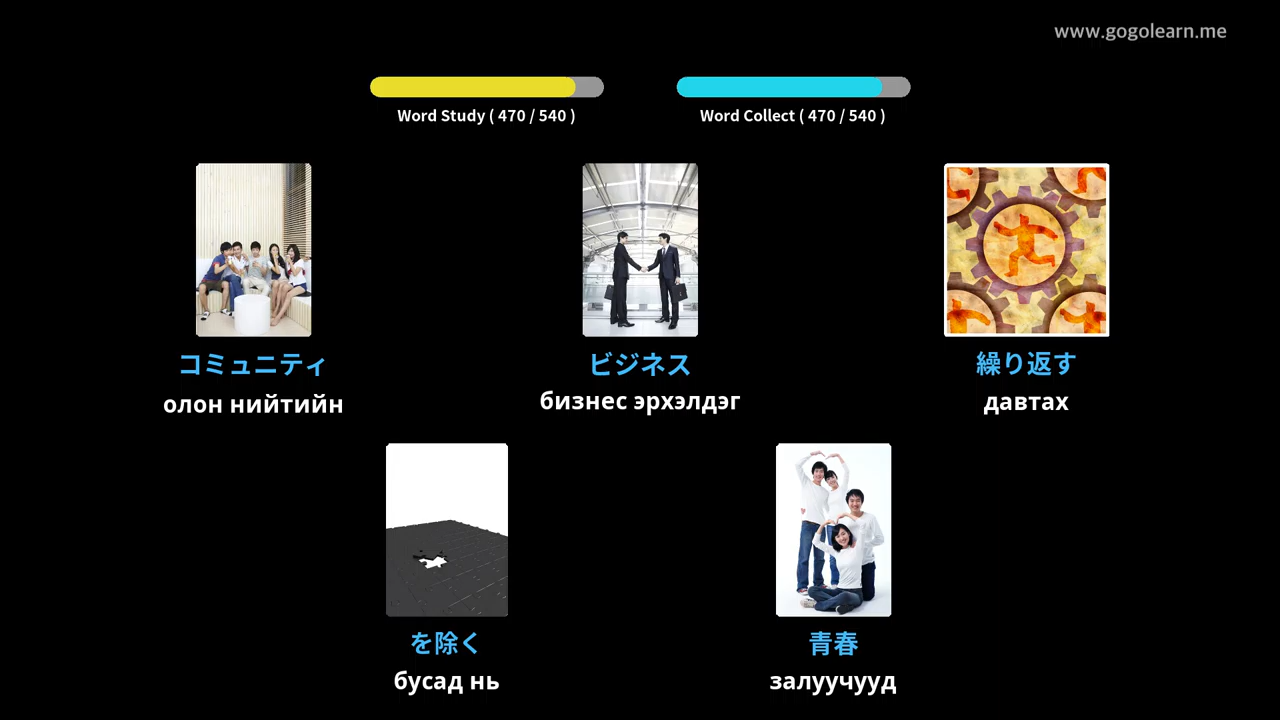 www.gogolearn.me
Word Study ( 470 / 540 )
Word Collect ( 470 / 540 )
コミュニティ
олон нийтийн
ビジネス
бизнес эрхэлдэг
繰り返す
давтах
を除く
бусад нь
青春
залуучууд